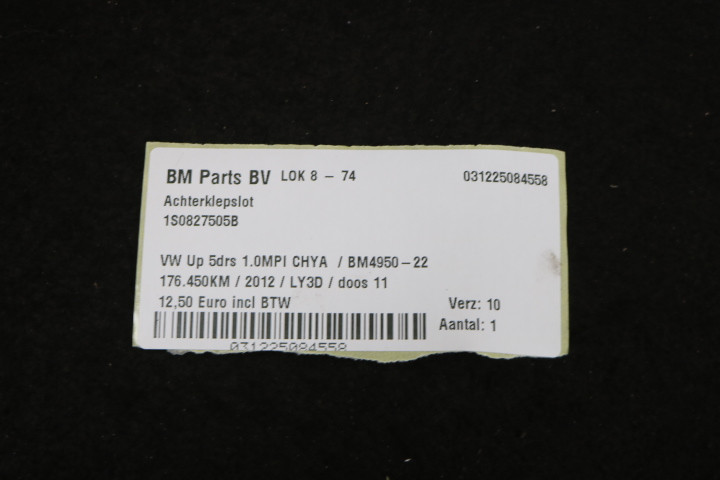 BM Parts BV LOK 8 - 74 031225084558
Achterklepslot
1S0827505B
VW Up 5drs 1.0MPI CHYA / BM4950-22
176.450KM / 2012 / LY3D / doos 11
12,50 Euro incl BTW Verz: 10
Aantal: 1
031225084558